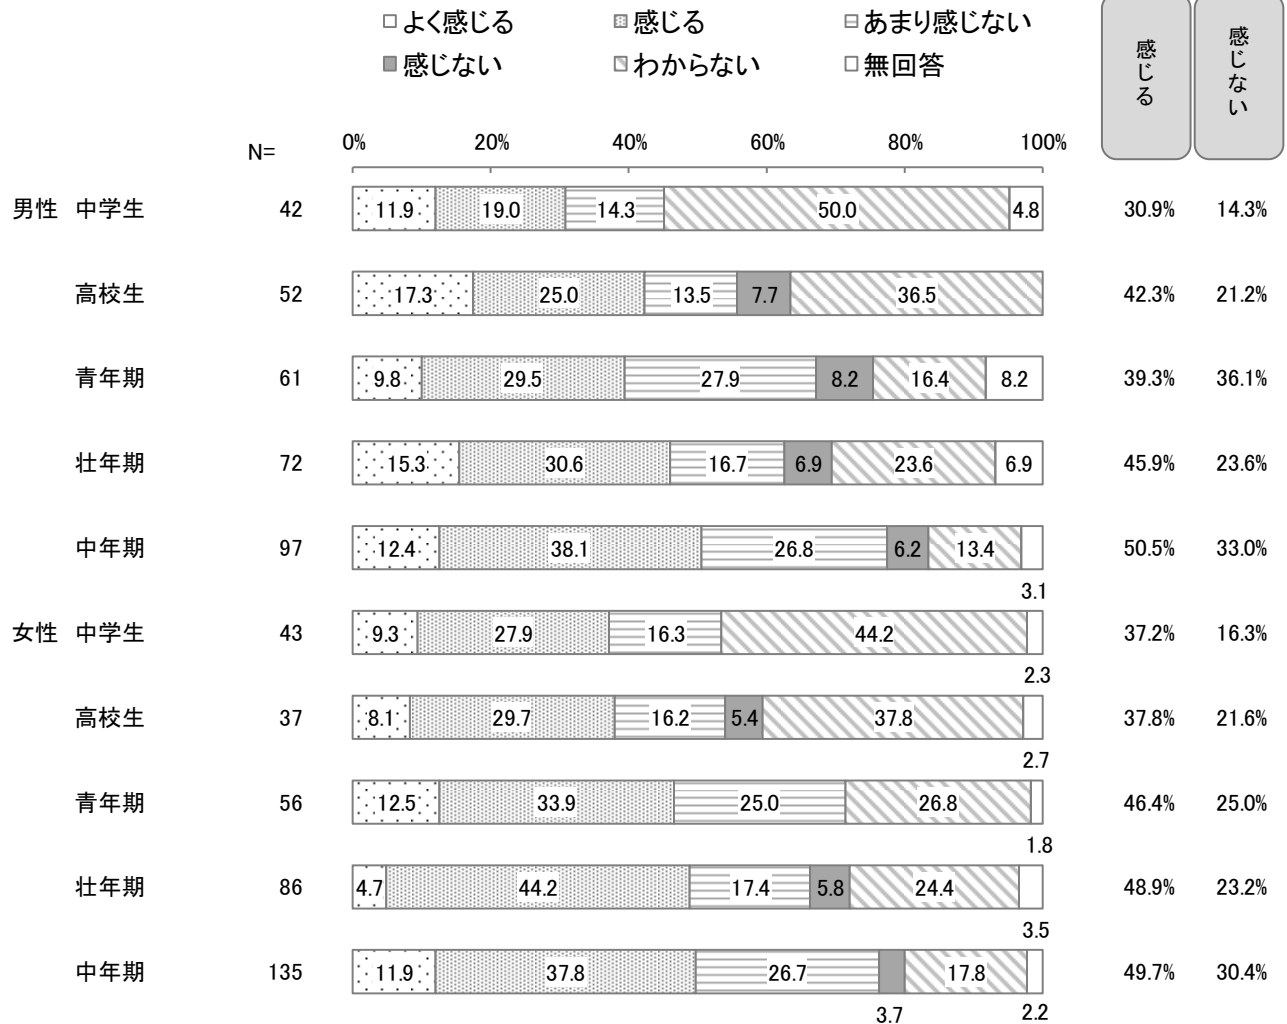 □よく感じる ▩感じる ⊟あまり感じない
■感じない ▧わからない □無回答
感じる
感じない
N= 0% 20% 40% 60% 80% 100%
男性 中学生 42 11.9 19.0 14.3 50.0 4.8 30.9% 14.3%
高校生 52 17.3 25.0 13.5 7.7 36.5 42.3% 21.2%
青年期 61 9.8 29.5 27.9 8.2 16.4 8.2 39.3% 36.1%
壮年期 72 15.3 30.6 16.7 6.9 23.6 6.9 45.9% 23.6%
中年期 97 12.4 38.1 26.8 6.2 13.4 50.5% 33.0%
3.1
女性 中学生 43 9.3 27.9 16.3 44.2 37.2% 16.3%
2.3
高校生 37 8.1 29.7 16.2 5.4 37.8 37.8% 21.6%
2.7
青年期 56 12.5 33.9 25.0 26.8 46.4% 25.0%
1.8
壮年期 86 4.7 44.2 17.4 5.8 24.4 48.9% 23.2%
3.5
中年期 135 11.9 37.8 26.7 17.8 49.7% 30.4%
3.7 2.2